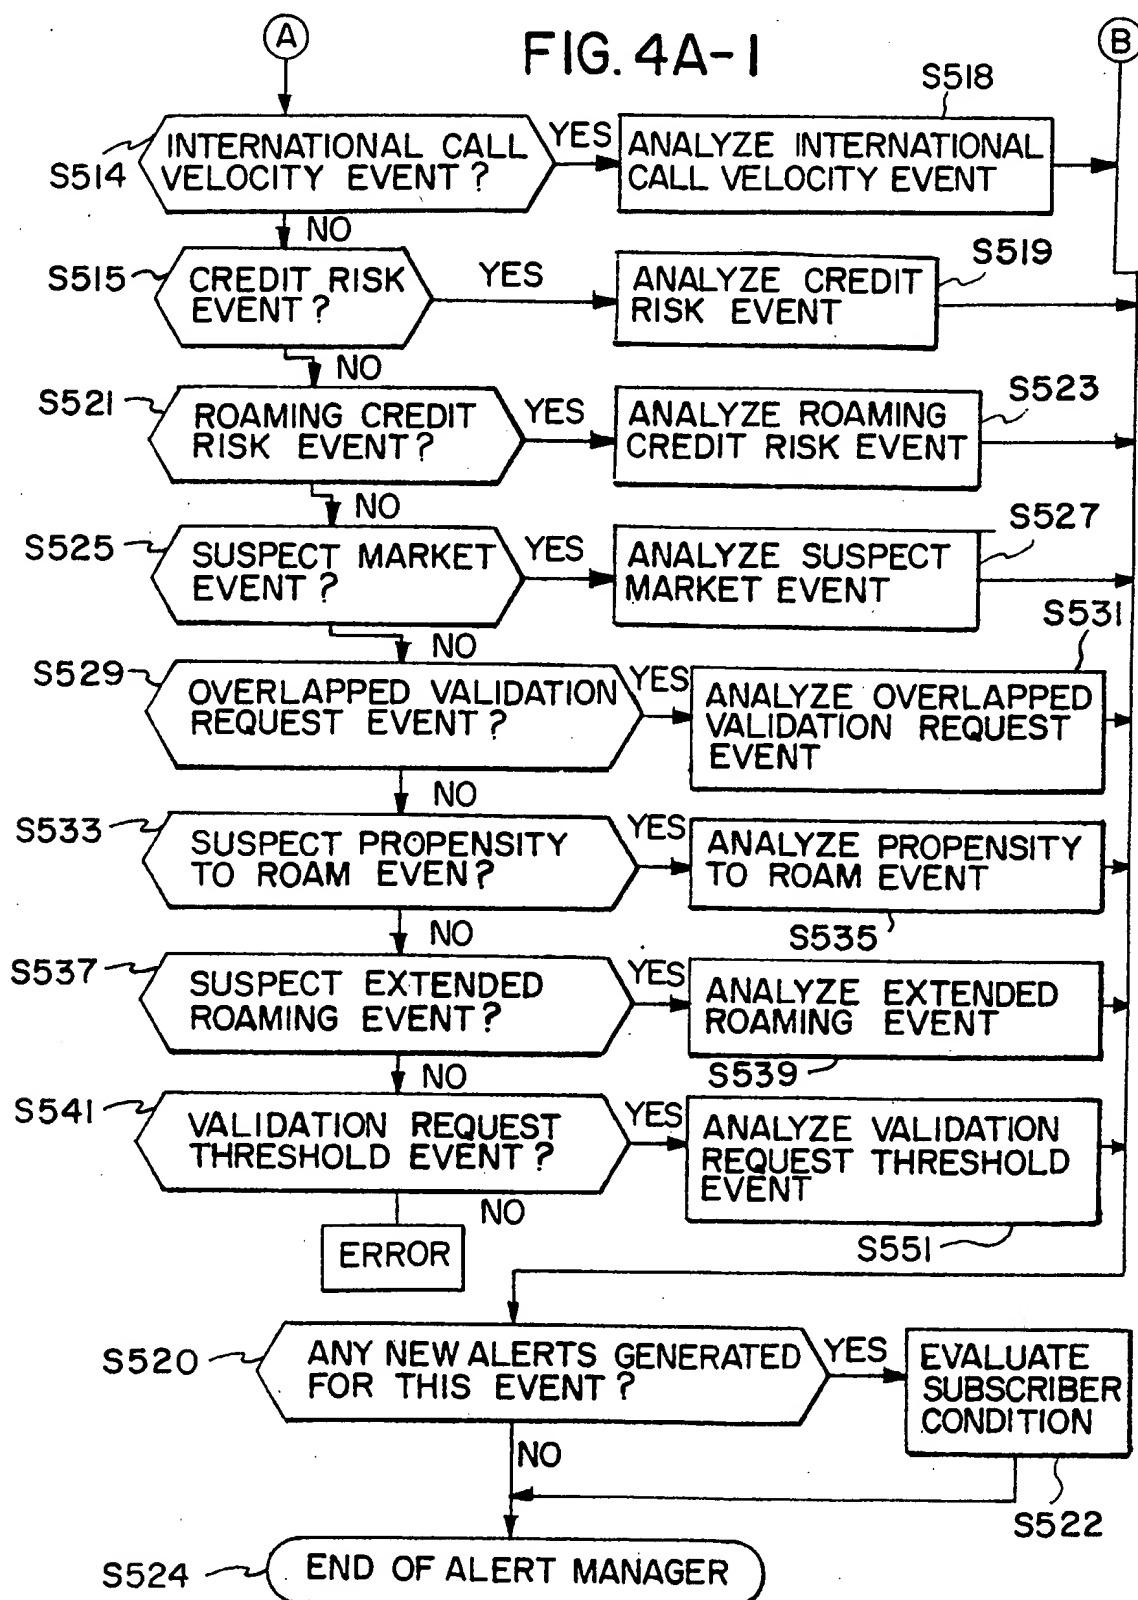 A
FIG. 4A-1
B
S518
S514
INTERNATIONAL CALL
VELOCITY EVENT?
YES
ANALYZE INTERNATIONAL
CALL VELOCITY EVENT
NO
S515
CREDIT RISK
EVENT?
YES
ANALYZE CREDIT
RISK EVENT
S519
NO
S521
ROAMING CREDIT
RISK EVENT?
YES
ANALYZE ROAMING
CREDIT RISK EVENT
S523
NO
S525
SUSPECT MARKET
EVENT?
YES
ANALYZE SUSPECT
MARKET EVENT
S527
NO
S529
OVERLAPPED VALIDATION
REQUEST EVENT?
YES
ANALYZE OVERLAPPED
VALIDATION REQUEST
EVENT
S531
NO
S533
SUSPECT PROPENSITY
TO ROAM EVEN?
YES
ANALYZE PROPENSITY
TO ROAM EVENT
S535
NO
S537
SUSPECT EXTENDED
ROAMING EVENT?
YES
ANALYZE EXTENDED
ROAMING EVENT
S539
NO
S541
VALIDATION REQUEST
THRESHOLD EVENT?
YES
ANALYZE VALIDATION
REQUEST THRESHOLD
EVENT
S551
NO
ERROR
S520
ANY NEW ALERTS GENERATED
FOR THIS EVENT?
YES
EVALUATE
SUBSCRIBER
CONDITION
S522
NO
S524
END OF ALERT MANAGER